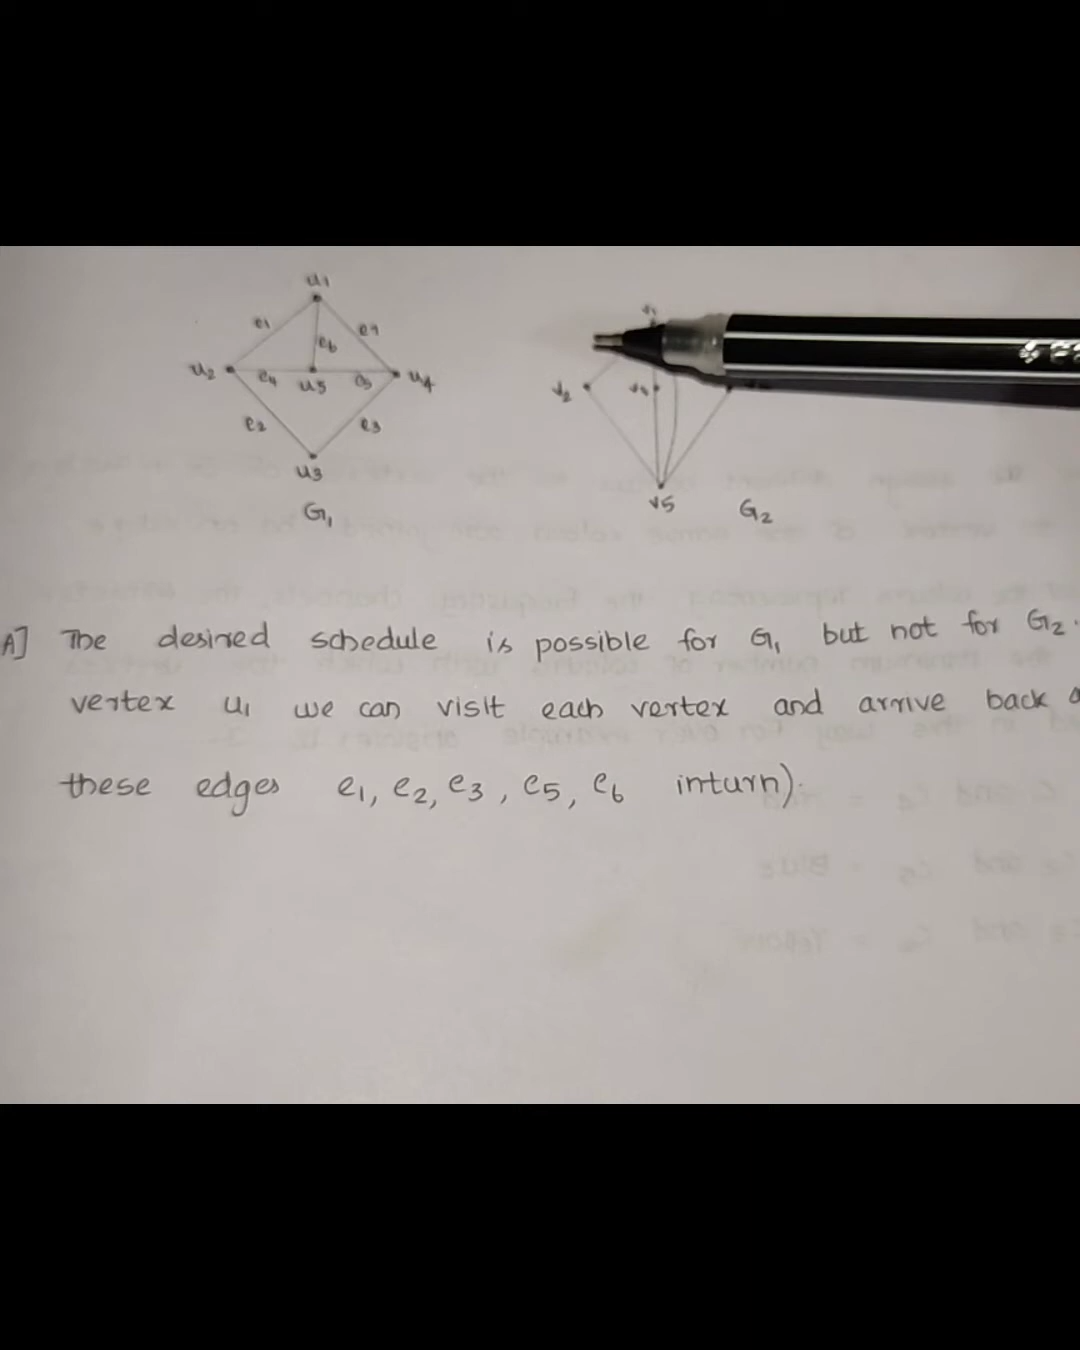 u1
e1 e7
e6
u2 e4 u5 e5 u4
e2 e3
u3
G1
v1
v2
v5 G2
A] The desired schedule is possible for G1 but not for G2.
vertex u1 we can visit each vertex and arrive back
these edges e1, e2, e3, e5, e6 inturn).